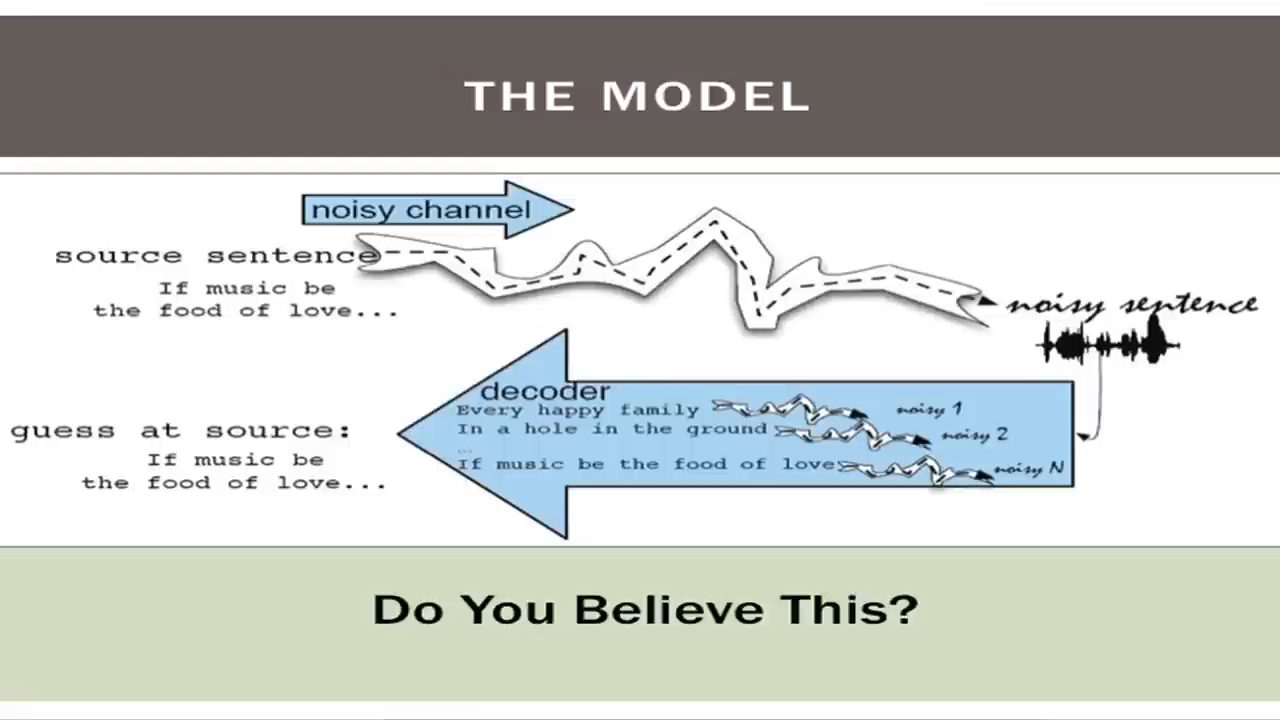 THE MODEL
noisy channel
source sentence
If music be
the food of love...
noisy sentence
decoder
Every happy family
noisy 1
In a hole in the ground
noisy 2
...
If music be the food of love
noisy N
guess at source:
If music be
the food of love...
Do You Believe This?